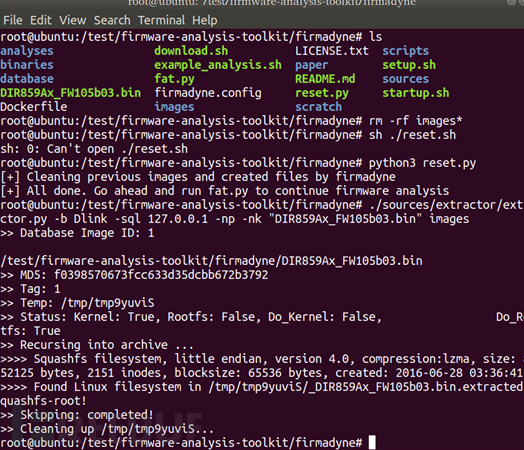 root@ubuntu: /test/firmware-analysis-toolkit/firmadyne
File Edit View Search Terminal Help
root@ubuntu:/test/firmware-analysis-toolkit/firmadyne# ls
analyses download.sh LICENSE.txt scripts
binaries example_analysis.sh paper setup.sh
database fat.py README.md sources
DIR859Ax_FW105b03.bin firmadyne.config reset.py startup.sh
Dockerfile images scratch
root@ubuntu:/test/firmware-analysis-toolkit/firmadyne# rm -rf images*
root@ubuntu:/test/firmware-analysis-toolkit/firmadyne# sh ./reset.sh
sh: 0: Can't open ./reset.sh
root@ubuntu:/test/firmware-analysis-toolkit/firmadyne# python3 reset.py
[+] Cleaning previous images and created files by firmadyne
[+] All done. Go ahead and run fat.py to continue firmware analysis
root@ubuntu:/test/firmware-analysis-toolkit/firmadyne# ./sources/extractor/ext
ctor.py -b Dlink -sql 127.0.0.1 -np -nk "DIR859Ax_FW105b03.bin" images
>> Database Image ID: 1
/test/firmware-analysis-toolkit/firmadyne/DIR859Ax_FW105b03.bin
>> MD5: f0398570673fcc633d35dcbb672b3792
>> Tag: 1
>> Temp: /tmp/tmp9yuviS
>> Status: Kernel: True, Rootfs: False, Do_Kernel: False, Do_R
tfs: True
>> Recursing into archive ...
>>>> Squashfs filesystem, little endian, version 4.0, compression:lzma, size:
52125 bytes, 2151 inodes, blocksize: 65536 bytes, created: 2016-06-28 03:36:41
>>>> Found Linux filesystem in /tmp/tmp9yuviS/_DIR859Ax_FW105b03.bin.extracted
quashfs-root!
>> Skipping: completed!
>> Cleaning up /tmp/tmp9yuviS...
root@ubuntu:/test/firmware-analysis-toolkit/firmadyne#